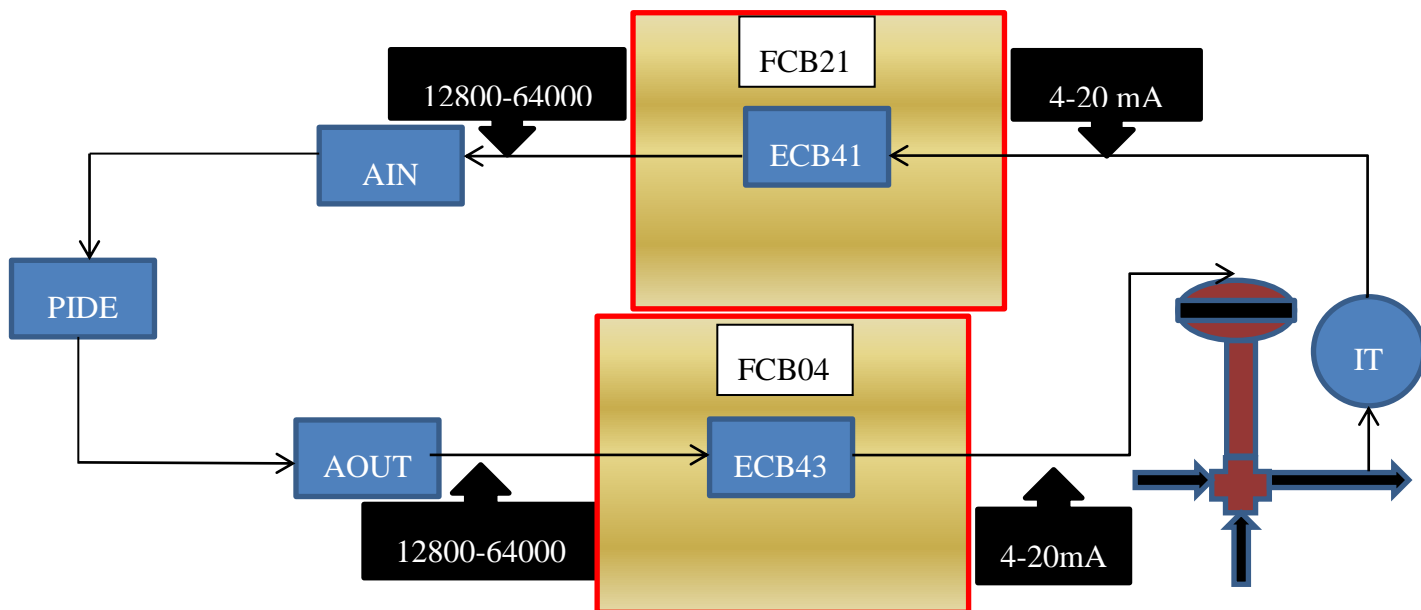 FCB21
12800-64000
4-20 mA
ECB41
AIN
PIDE
IT
FCB04
AOUT
ECB43
12800-64000
4-20mA